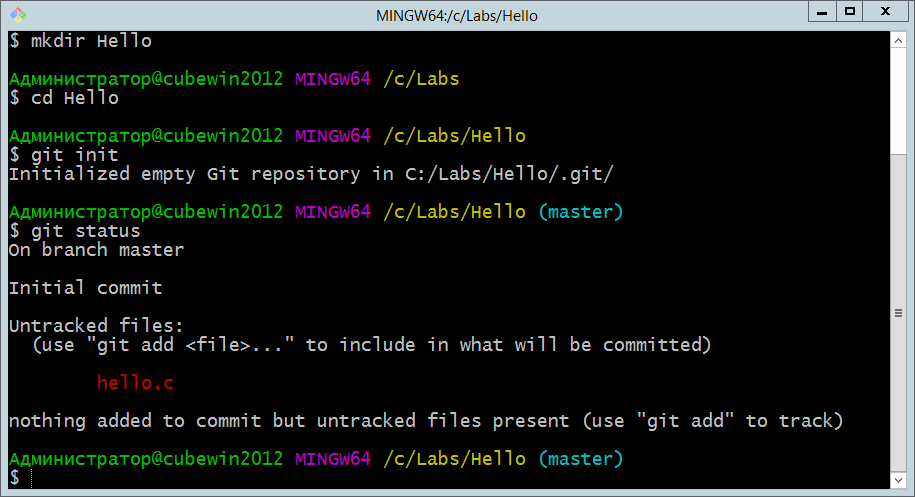 MINGW64:/c/Labs/Hello
$ mkdir Hello
Администратор@cubewin2012 MINGW64 /c/Labs
$ cd Hello
Администратор@cubewin2012 MINGW64 /c/Labs/Hello
$ git init
Initialized empty Git repository in C:/Labs/Hello/.git/
Администратор@cubewin2012 MINGW64 /c/Labs/Hello (master)
$ git status
On branch master
Initial commit
Untracked files:
(use "git add <file>..." to include in what will be committed)
hello.c
nothing added to commit but untracked files present (use "git add" to track)
Администратор@cubewin2012 MINGW64 /c/Labs/Hello (master)
$